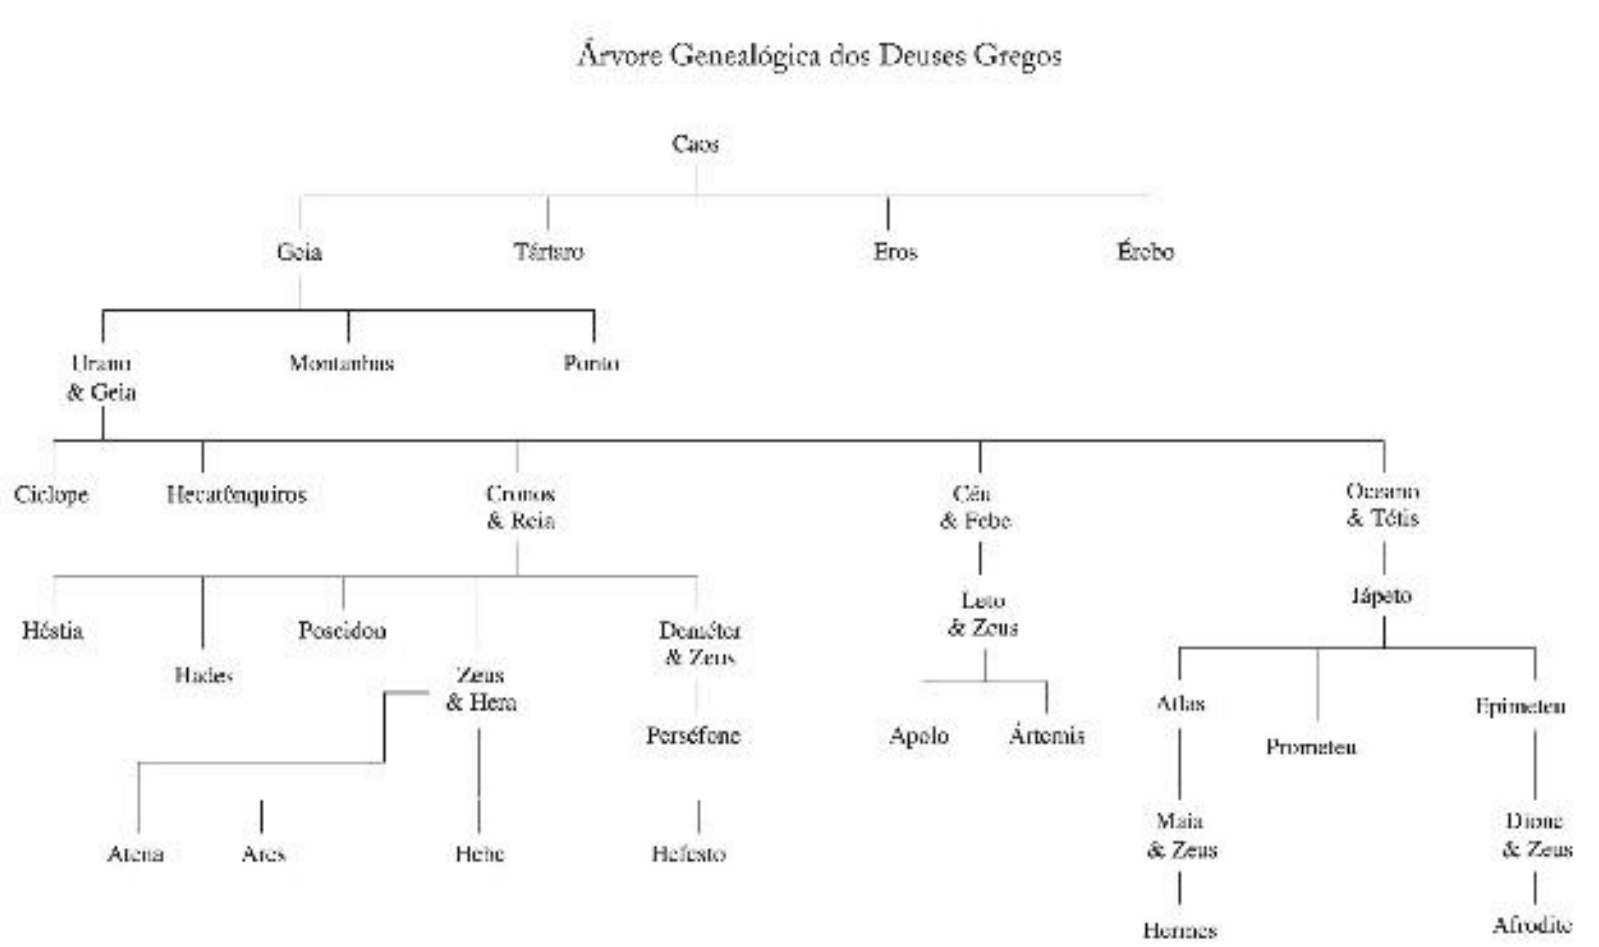 Árvore Genealógica dos Deuses Gregos
Caos
Geia Tártaro Eros Érebo
Urano Montanhas Ponto
& Geia
Ciclope Hecatônquiros Cronos Céu Oceano
& Reia & Febe & Tétis
Héstia Poseidon Deméter Leto Jápeto
& Zeus & Zeus
Hades Zeus
& Hera
Atlas Epimeteu
Perséfone Apolo Ártemis Prometeu
Atena Ares Hebe Hefesto
Maia Dione
& Zeus & Zeus
Hermes Afrodite